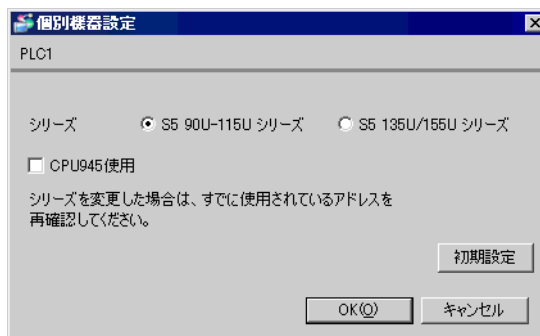 個別機器設定
PLC1
シリーズ S5 90U-115U シリーズ S5 135U/155U シリーズ
CPU945使用
シリーズを変更した場合は、すでに使用されているアドレスを
再確認してください。
初期設定
OK(O) キャンセル